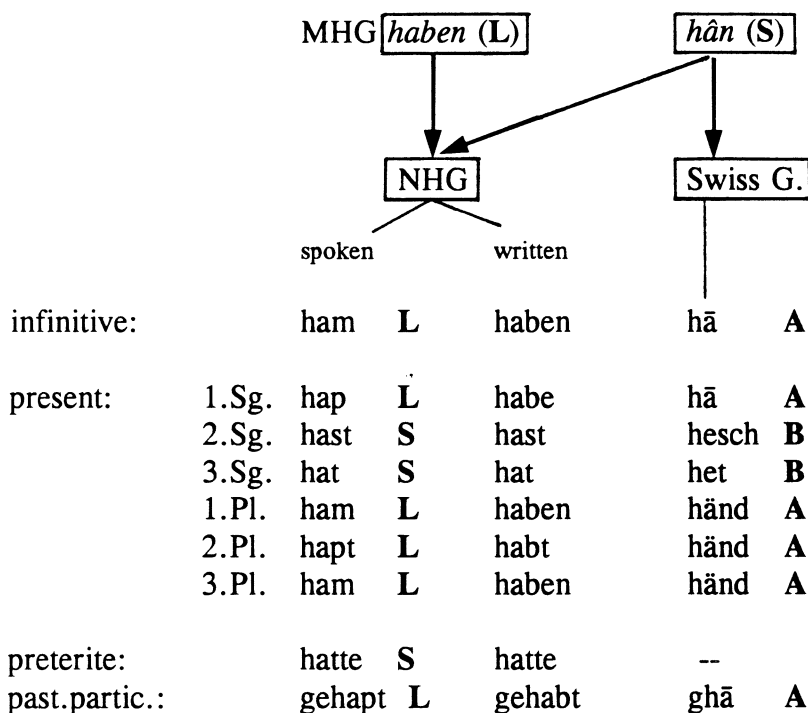 MHG haben (L) hân (S)
NHG Swiss G.
spoken written
infinitive: ham L haben hā A
present: 1.Sg. hap L habe hā A
2.Sg. hast S hast hesch B
3.Sg. hat S hat het B
1.Pl. ham L haben händ A
2.Pl. hapt L habt händ A
3.Pl. ham L haben händ A
preterite: hatte S hatte --
past.partic.: gehapt L gehabt ghā A